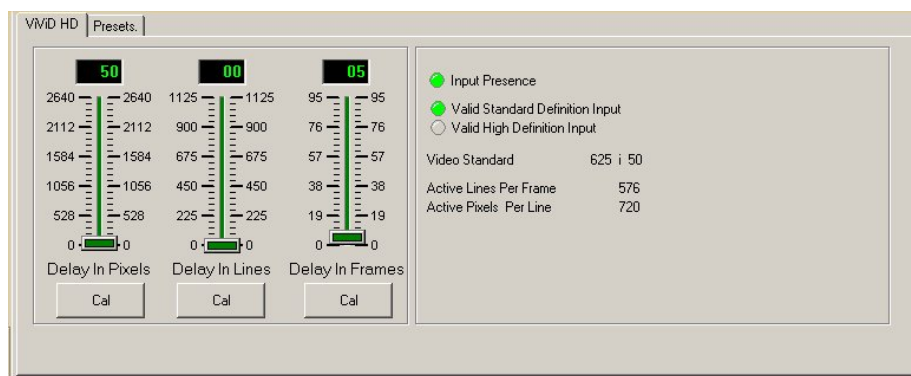 ViViD HD Presets.
50 00 05
2640 2640 1125 1125 95 95
2112 2112 900 900 76 76
1584 1584 675 675 57 57
1056 1056 450 450 38 38
528 528 225 225 19 19
0 0 0 0 0 0
Delay In Pixels Delay In Lines Delay In Frames
Cal Cal Cal
Input Presence
Valid Standard Definition Input
Valid High Definition Input
Video Standard 625 i 50
Active Lines Per Frame 576
Active Pixels Per Line 720